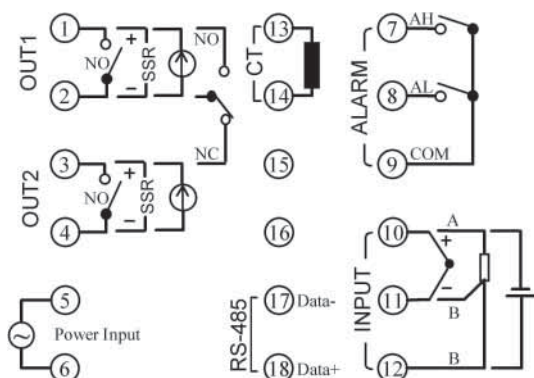 OUT1
1
2
NO
+
−
SSR
NO
NC
OUT2
3
4
NO
+
−
SSR
5
6
Power Input
CT
13
14
15
16
RS-485
17 Data-
18 Data+
ALARM
7 AH
8 AL
9 COM
INPUT
10 A
+
−
11 B
12 B